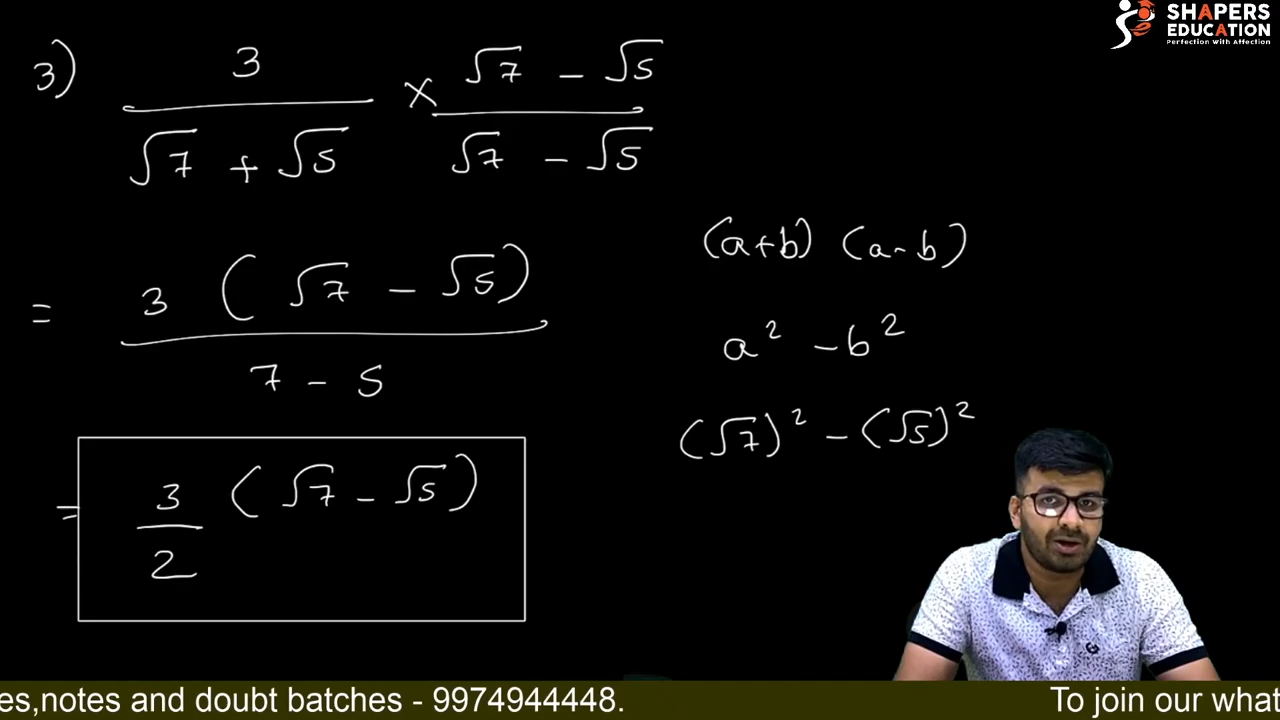 SHAPERS
EDUCATION
Perfection With Affection
3) 3 / (√7 + √5) × (√7 - √5) / (√7 - √5)
= 3 (√7 - √5) / (7 - 5)
= 3/2 (√7 - √5)
(a+b) (a-b)
a² - b²
(√7)² - (√5)²
es,notes and doubt batches - 9974944448.
To join our what